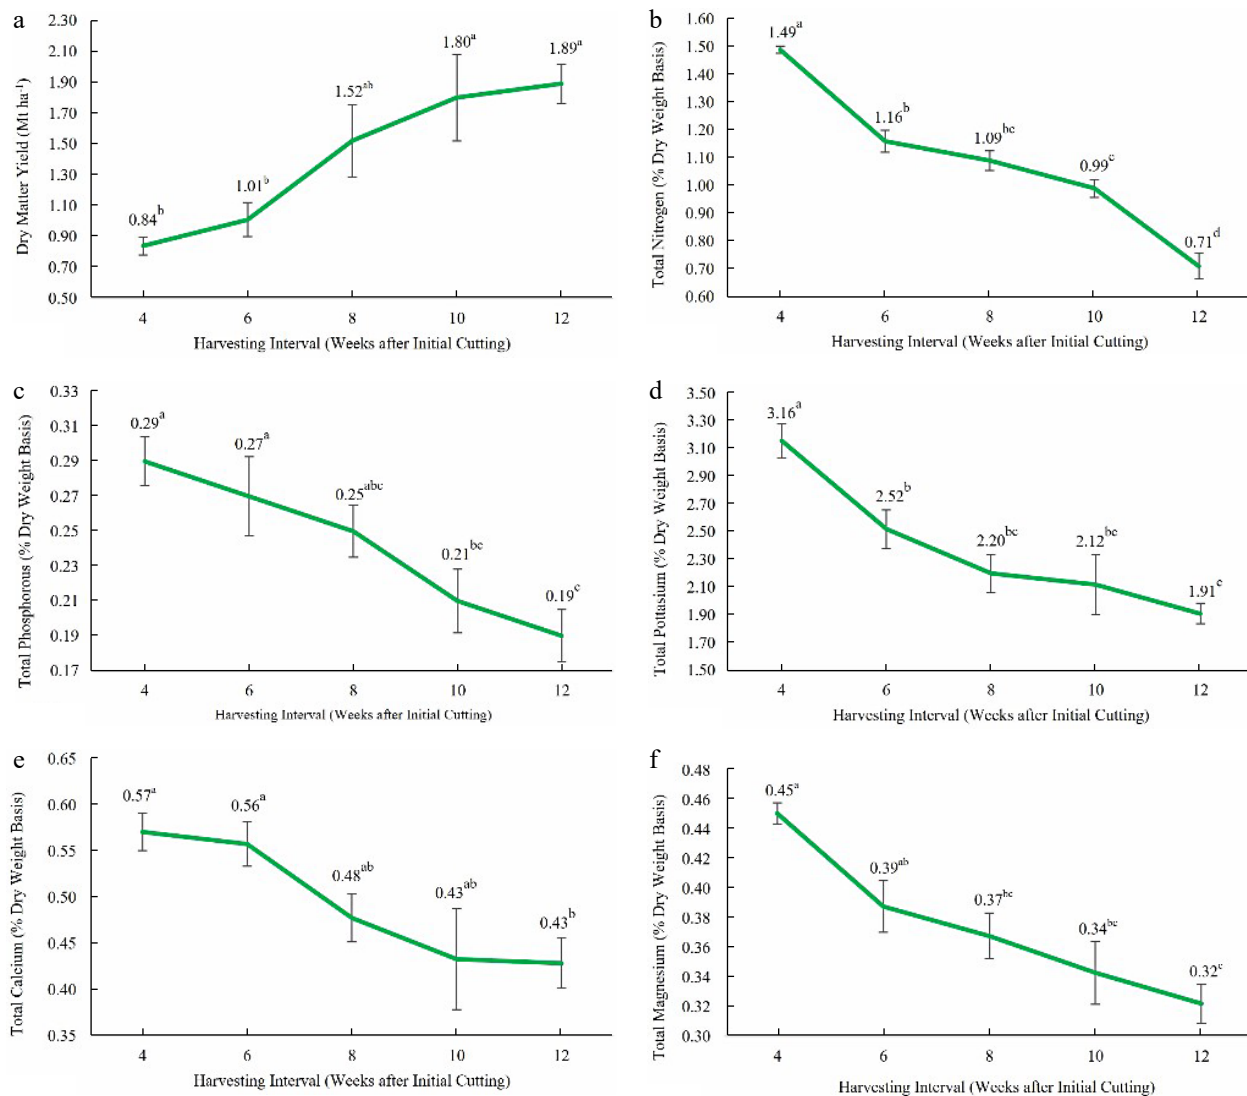 a
Dry Matter Yield (Mt ha⁻¹)
2.30
2.10
1.90
1.70
1.50
1.30
1.10
0.90
0.70
0.50
0.84ᵇ
1.01ᵇ
1.52ᵃᵇ
1.80ᵃ
1.89ᵃ
4 6 8 10 12
Harvesting Interval (Weeks after Initial Cutting)
b
Total Nitrogen (% Dry Weight Basis)
1.60
1.50
1.40
1.30
1.20
1.10
1.00
0.90
0.80
0.70
0.60
1.49ᵃ
1.16ᵇ
1.09ᵇᶜ
0.99ᶜ
0.71ᵈ
4 6 8 10 12
Harvesting Interval (Weeks after Initial Cutting)
c
Total Phosphorous (% Dry Weight Basis)
0.33
0.31
0.29
0.27
0.25
0.23
0.21
0.19
0.17
0.29ᵃ
0.27ᵃ
0.25ᵃᵇᶜ
0.21ᵇᶜ
0.19ᶜ
4 6 8 10 12
Harvesting Interval (Weeks after Initial Cutting)
d
Total Pottasium (% Dry Weight Basis)
3.50
3.30
3.10
2.90
2.70
2.50
2.30
2.10
1.90
1.70
1.50
3.16ᵃ
2.52ᵇ
2.20ᵇᶜ
2.12ᵇᶜ
1.91ᶜ
4 6 8 10 12
Harvesting Interval (Weeks after Initial Cutting)
e
Total Calcium (% Dry Weight Basis)
0.65
0.60
0.55
0.50
0.45
0.40
0.35
0.57ᵃ
0.56ᵃ
0.48ᵃᵇ
0.43ᵃᵇ
0.43ᵇ
4 6 8 10 12
Harvesting Interval (Weeks after Initial Cutting)
f
Total Magnesium (% Dry Weight Basis)
0.48
0.46
0.44
0.42
0.40
0.38
0.36
0.34
0.32
0.30
0.45ᵃ
0.39ᵃᵇ
0.37ᵇᶜ
0.34ᵇᶜ
0.32ᶜ
4 6 8 10 12
Harvesting Interval (Weeks after Initial Cutting)